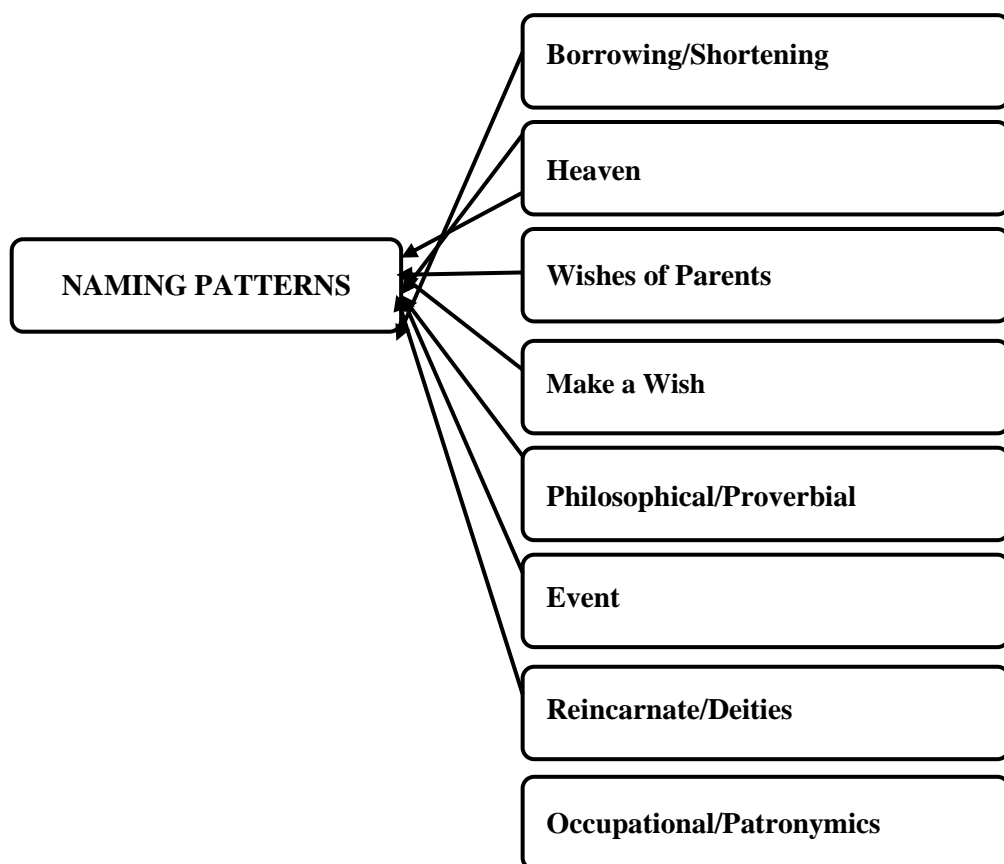 Borrowing/Shortening
Heaven
NAMING PATTERNS
Wishes of Parents
Make a Wish
Philosophical/Proverbial
Event
Reincarnate/Deities
Occupational/Patronymics